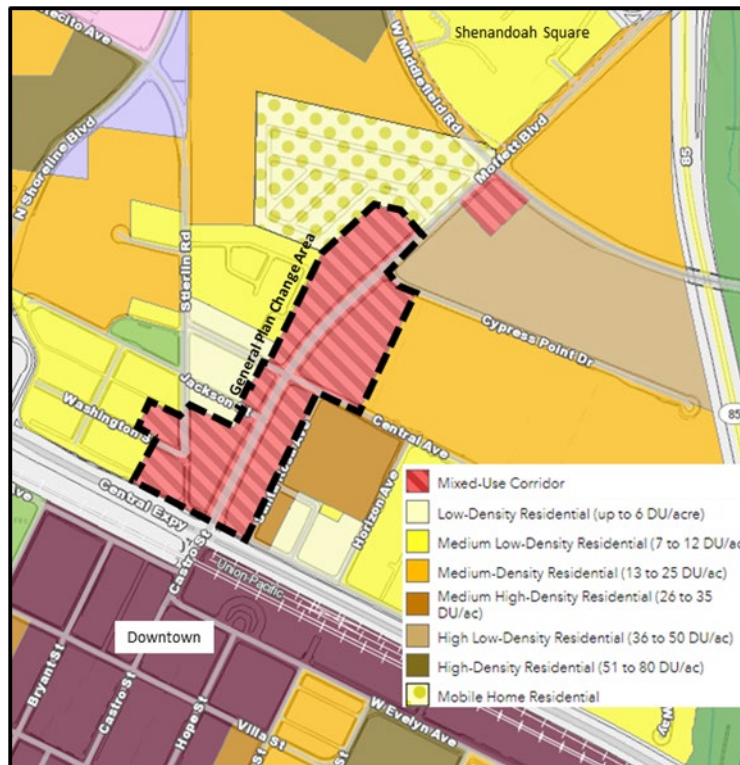 tecito Ave
Shenandoah Square
W Middlefield Rd
Moffett Blvd
85
N Shoreline Blvd
Stierlin Rd
General Plan Change Area
Cypress Point Dr
Jackson
Washington S
Central Ave
85
Horizon Ave
Central Expy
Ave
Castro St
Union-Pacific
Downtown
Bryant St
Castro St
Hope St
Villa St
St
W Evelyn Ave
Way
Mixed-Use Corridor
Low-Density Residential (up to 6 DU/acre)
Medium Low-Density Residential (7 to 12 DU/ac
Medium-Density Residential (13 to 25 DU/ac)
Medium High-Density Residential (26 to 35
DU/ac)
High Low-Density Residential (36 to 50 DU/ac)
High-Density Residential (51 to 80 DU/ac)
Mobile Home Residential